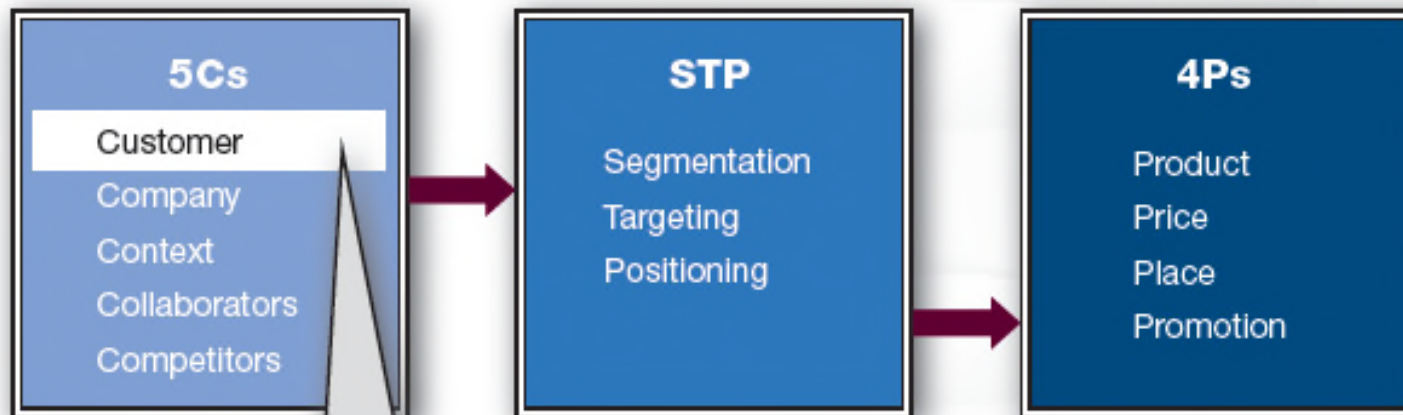 5Cs
Customer
Company
Context
Collaborators
Competitors
STP
Segmentation
Targeting
Positioning
4Ps
Product
Price
Place
Promotion